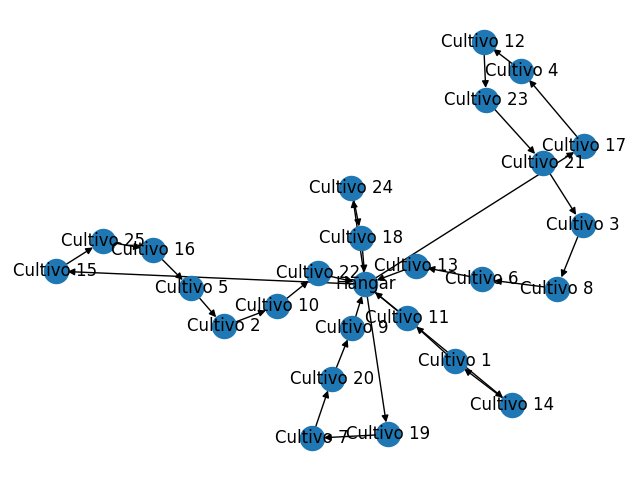 Cultivo 12
Cultivo 4
Cultivo 23
Cultivo 17
Cultivo 21
Cultivo 24
Cultivo 3
Cultivo 18
Cultivo 25
Cultivo 16
Cultivo 13
Cultivo 15
Cultivo 22
Cultivo 6
Hangar
Cultivo 5
Cultivo 8
Cultivo 10
Cultivo 11
Cultivo 2
Cultivo 9
Cultivo 1
Cultivo 20
Cultivo 14
Cultivo 7
Cultivo 19